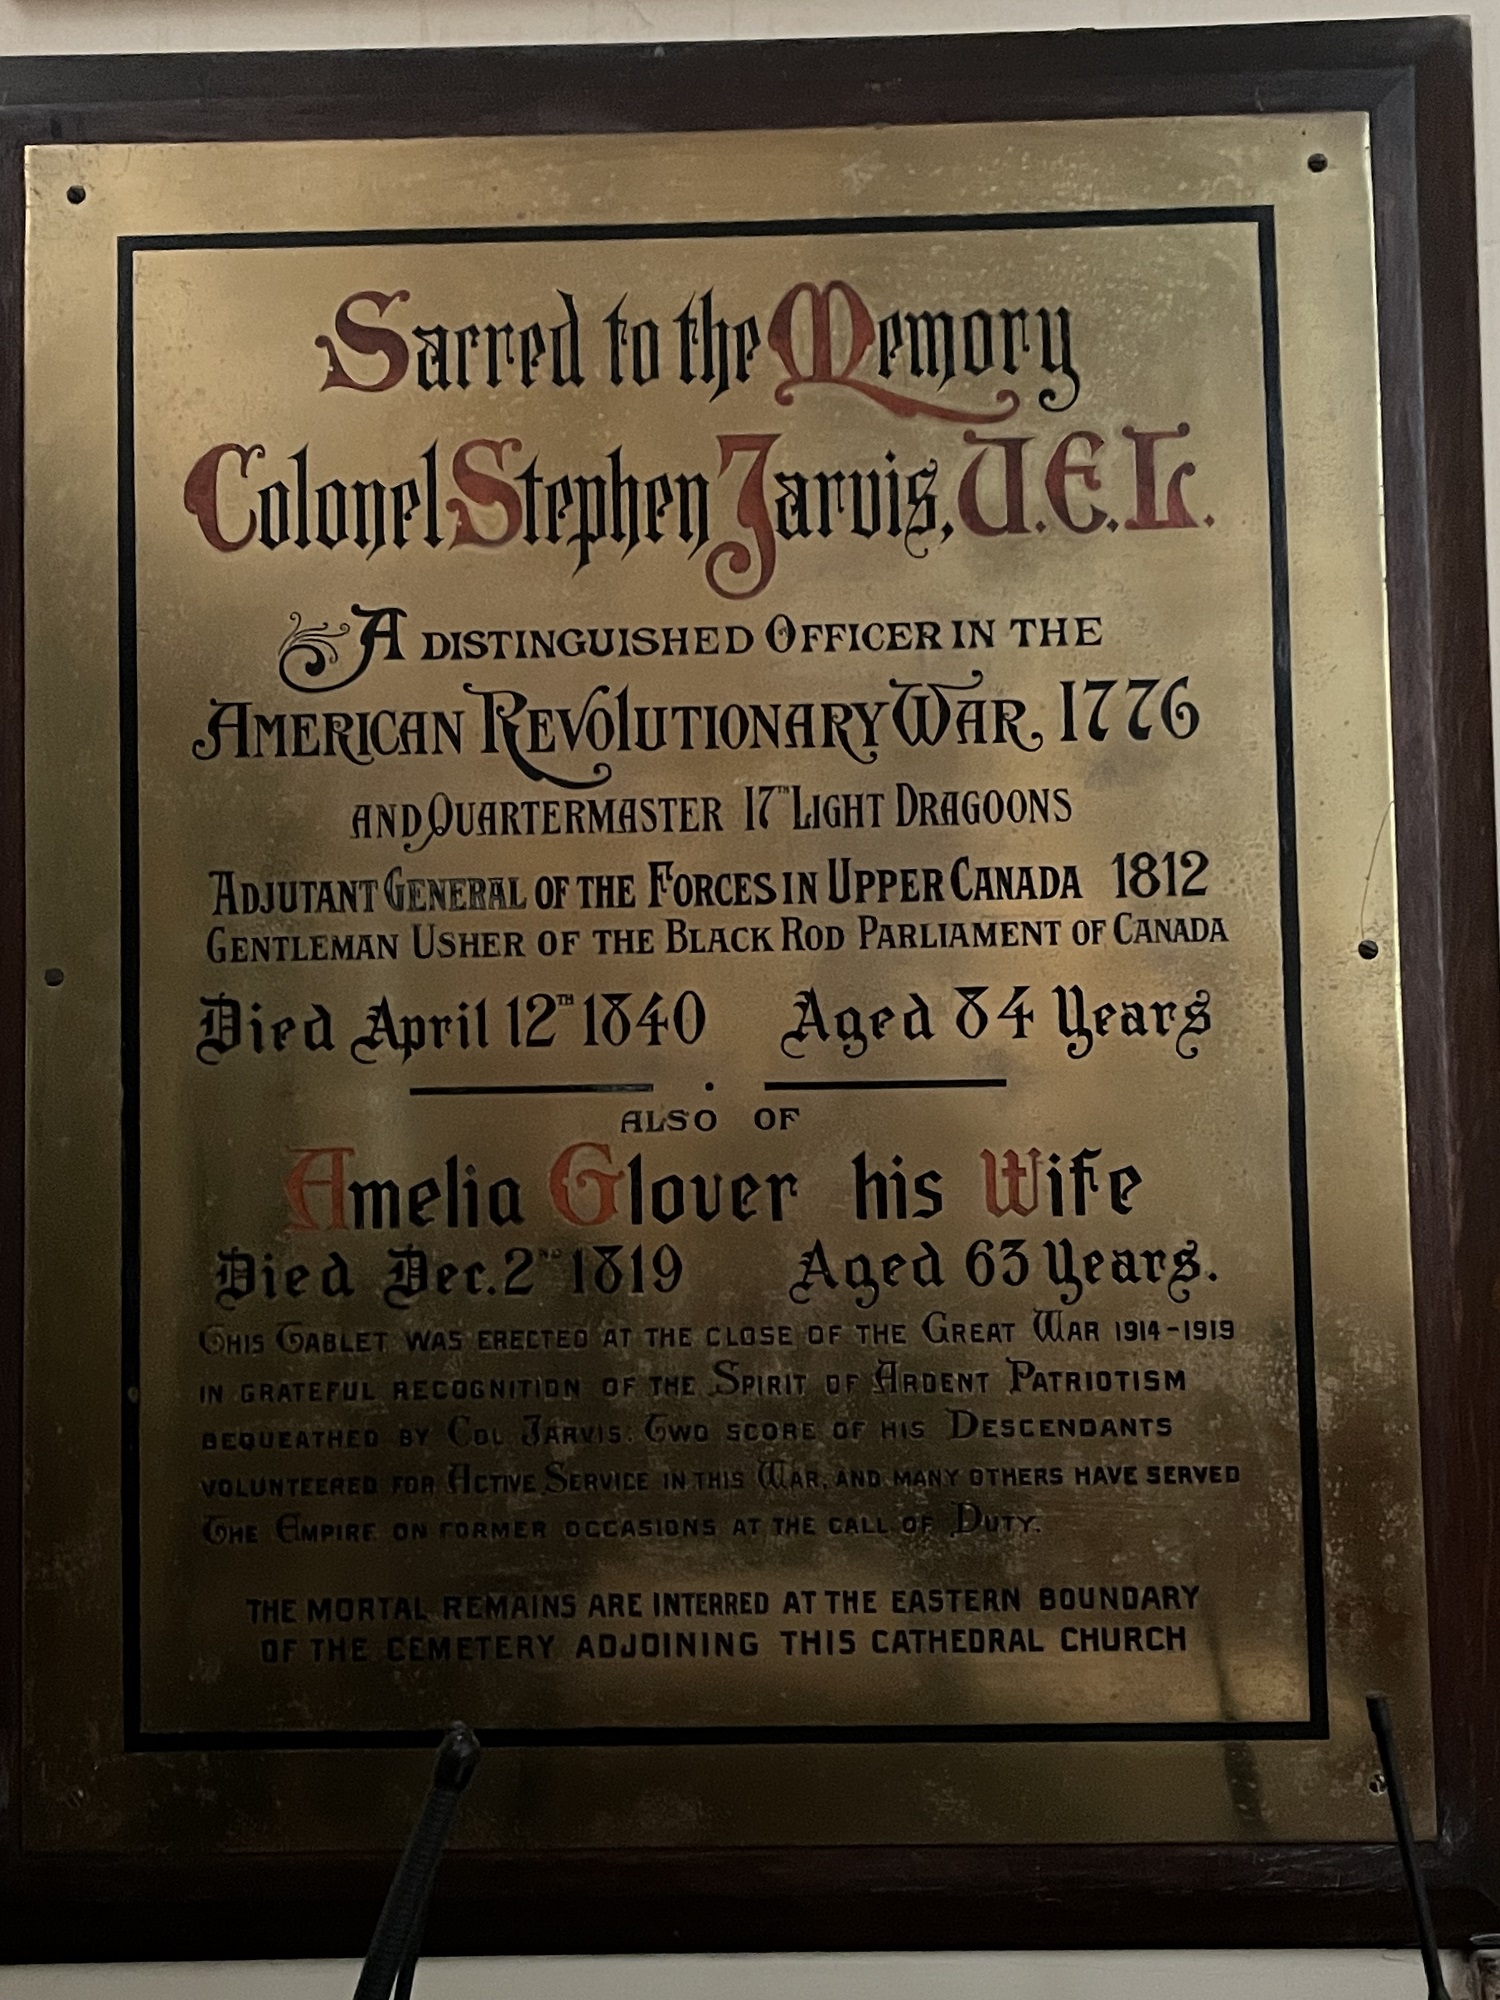 Sacred to the Memory
Colonel Stephen Jarvis, U.E.L.
A DISTINGUISHED OFFICER IN THE
AMERICAN REVOLUTIONARY WAR, 1776
AND QUARTERMASTER 17TH LIGHT DRAGOONS
ADJUTANT GENERAL OF THE FORCES IN UPPER CANADA 1812
GENTLEMAN USHER OF THE BLACK ROD PARLIAMENT OF CANADA
Died April 12TH 1840 Aged 84 Years
ALSO OF
Amelia Glover his Wife
Died Dec. 2ND 1819 Aged 63 Years.
THIS TABLET WAS ERECTED AT THE CLOSE OF THE GREAT WAR 1914-1919
IN GRATEFUL RECOGNITION OF THE SPIRIT OF ARDENT PATRIOTISM
BEQUEATHED BY COL JARVIS: TWO SCORE OF HIS DESCENDANTS
VOLUNTEERED FOR ACTIVE SERVICE IN THIS WAR, AND MANY OTHERS HAVE SERVED
THE EMPIRE ON FORMER OCCASIONS AT THE CALL OF DUTY.
THE MORTAL REMAINS ARE INTERRED AT THE EASTERN BOUNDARY
OF THE CEMETERY ADJOINING THIS CATHEDRAL CHURCH